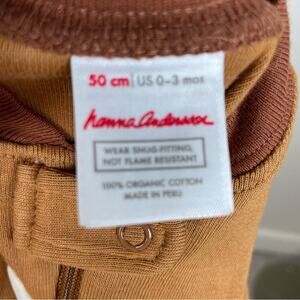 50 cm | US 0-3 mos
hanna andersson
WEAR SNUG-FITTING,
NOT FLAME RESISTANT
100% ORGANIC COTTON
MADE IN PERU